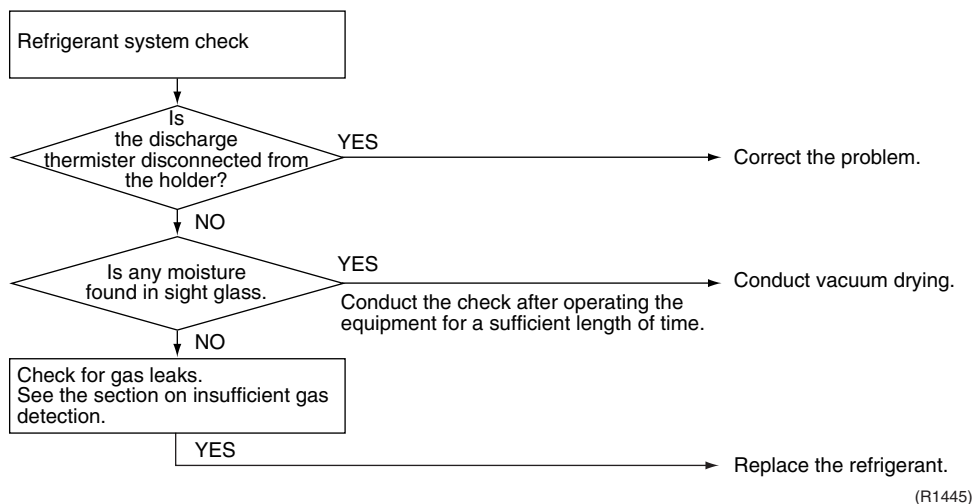 Refrigerant system check
Is
the discharge
thermister disconnected from
the holder?
YES
Correct the problem.
NO
Is any moisture
found in sight glass.
YES
Conduct the check after operating the
equipment for a sufficient length of time.
Conduct vacuum drying.
NO
Check for gas leaks.
See the section on insufficient gas
detection.
YES
Replace the refrigerant.
(R1445)